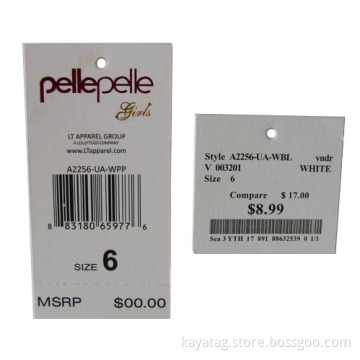 pellepelle
Girls
LT APPAREL GROUP
A LOLLYTOGS COMPANY
www.LTapparel.com
A2256-UA-WPP
8 83180 65977 6
SIZE 6
MSRP $00.00
Style A2256-UA-WBL vndr
V 003201 WHITE
Size 6
Compare $ 17.00
$8.99
Sea 3 YTH 17 891 88632539 0 1/1
kayatag.store.bossgoo.com